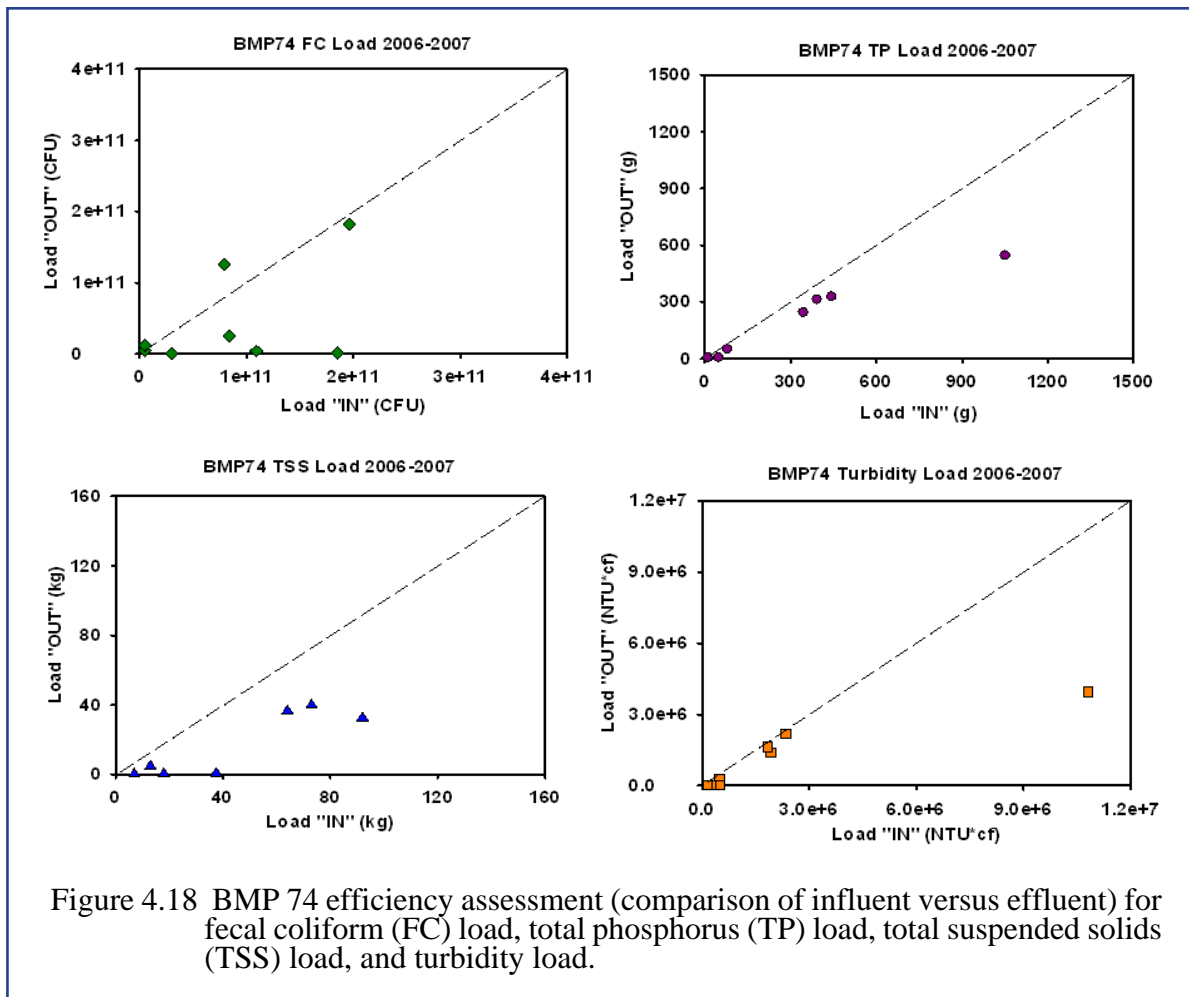 BMP74 FC Load 2006-2007
4e+11
3e+11
2e+11
1e+11
0
Load "OUT" (CFU)
0 1e+11 2e+11 3e+11 4e+11
Load "IN" (CFU)
BMP74 TP Load 2006-2007
1500
1200
900
600
300
0
Load "OUT" (g)
0 300 600 900 1200 1500
Load "IN" (g)
BMP74 TSS Load 2006-2007
160
120
80
40
0
Load "OUT" (kg)
0 40 80 120 160
Load "IN" (kg)
BMP74 Turbidity Load 2006-2007
1.2e+7
9.0e+6
6.0e+6
3.0e+6
0.0
Load "OUT" (NTU*cf)
0.0 3.0e+6 6.0e+6 9.0e+6 1.2e+7
Load "IN" (NTU*cf)
Figure 4.18 BMP 74 efficiency assessment (comparison of influent versus effluent) for
fecal coliform (FC) load, total phosphorus (TP) load, total suspended solids
(TSS) load, and turbidity load.